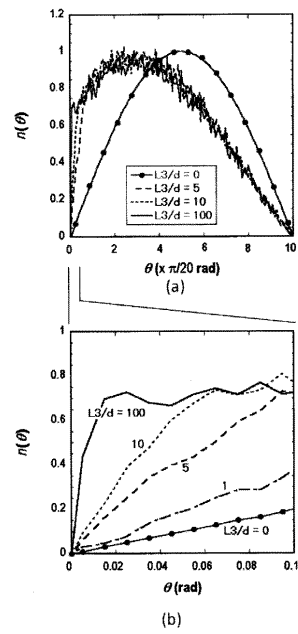 1.2
1
0.8
0.6
0.4
0.2
0
n(θ)
L3/d = 0
L3/d = 5
L3/d = 10
L3/d = 100
0 2 4 6 8 10
θ (x π/20 rad)
(a)
1
0.8
0.6
0.4
0.2
0
n(θ)
L3/d = 100
10
5
1
L3/d = 0
0 0.02 0.04 0.06 0.08 0.1
θ (rad)
(b)